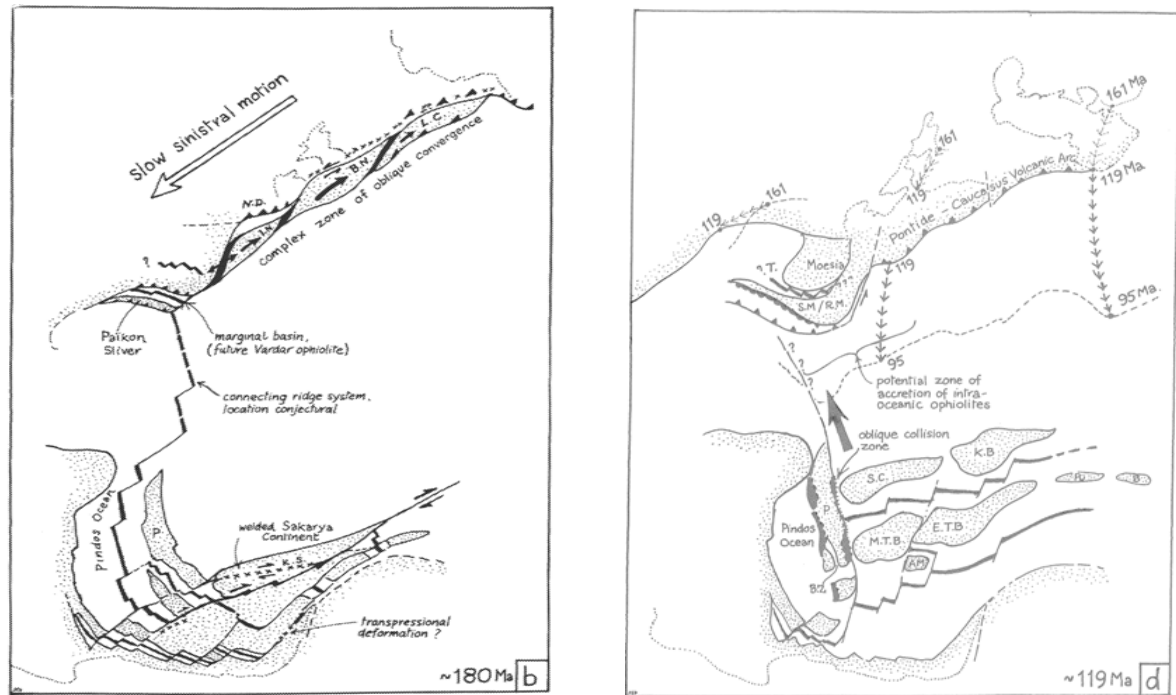 Slow sinistral motion
L.C.
B.N.
N.D.
I.N.
complex zone of oblique convergence
?
Paikon
Sliver
marginal basin,
(future Vardar ophiolite)
connecting ridge system,
location conjectural
Pindos Ocean
P.
welded Sakarya
Continent
K.S.
transpressional
deformation ?
~180 Ma
b
161 Ma
161
119
119 Ma
Pontide - Caucasus Volcanic Arc
161
119
Moesia
?.T.
? ?
S.M./R.M.
119
95 Ma.
?
?
?
95
potential zone of
accretion of intra-
oceanic ophiolites
oblique collision
zone
K.B
S.C.
P.
Pindos
Ocean
M.T.B.
E.T.B
AM
B.Z.
~119 Ma
d